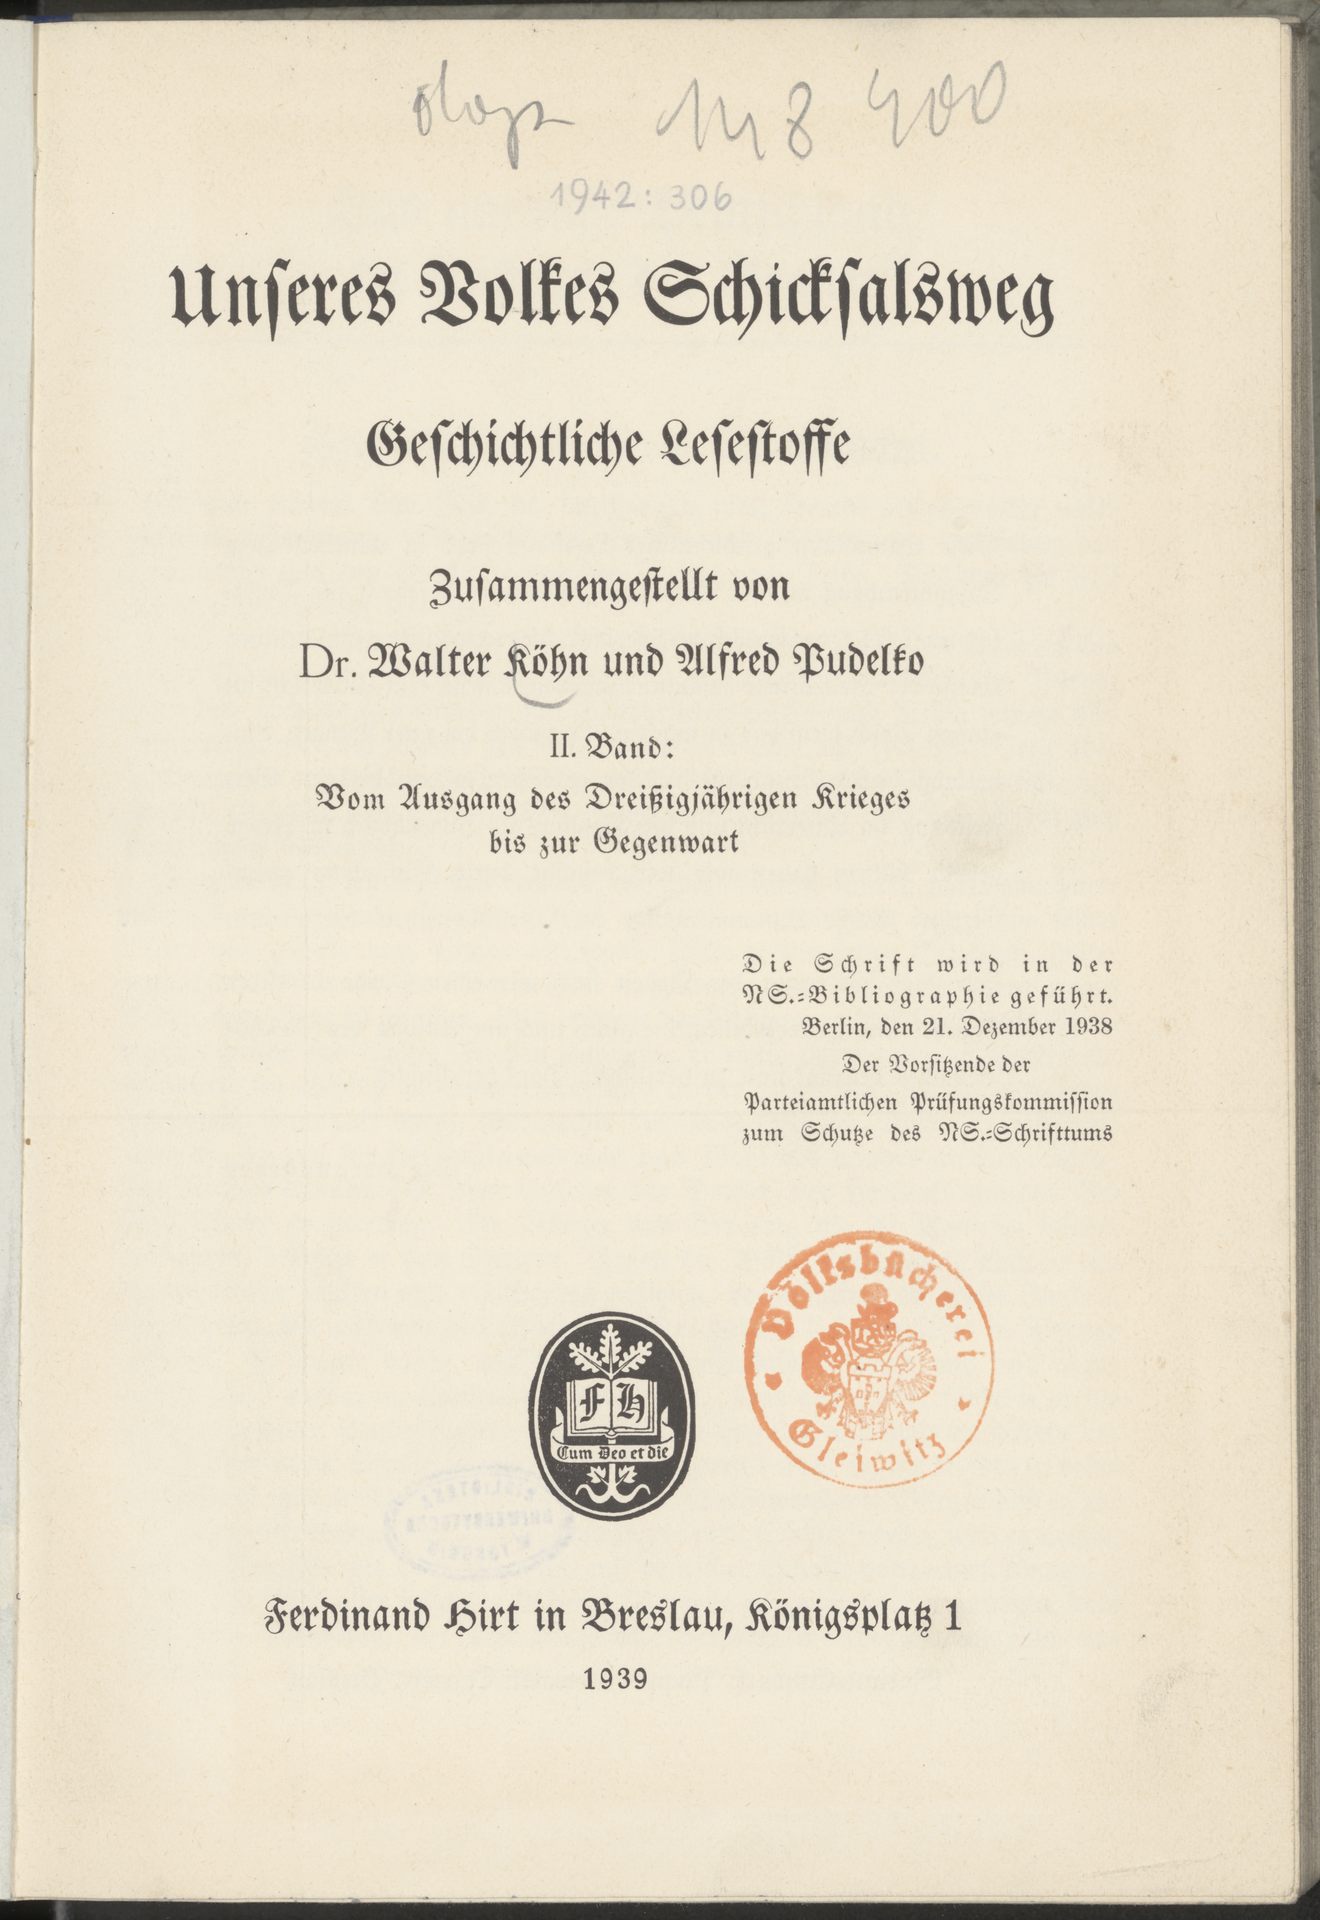 1942: 306
Unseres Volkes Schicksalsweg
Geschichtliche Lesestoffe
Zusammengestellt von
Dr. Walter Köhn und Alfred Pudelko
II. Band:
Vom Ausgang des Dreißigjährigen Krieges
bis zur Gegenwart
Die Schrift wird in der
NS.-Bibliographie geführt.
Berlin, den 21. Dezember 1938
Der Vorsitzende der
Parteiamtlichen Prüfungskommission
zum Schutze des NS.-Schrifttums
Volksbücherei
Gleiwitz
F H
Cum Deo et die
Ferdinand Hirt in Breslau, Königsplatz 1
1939